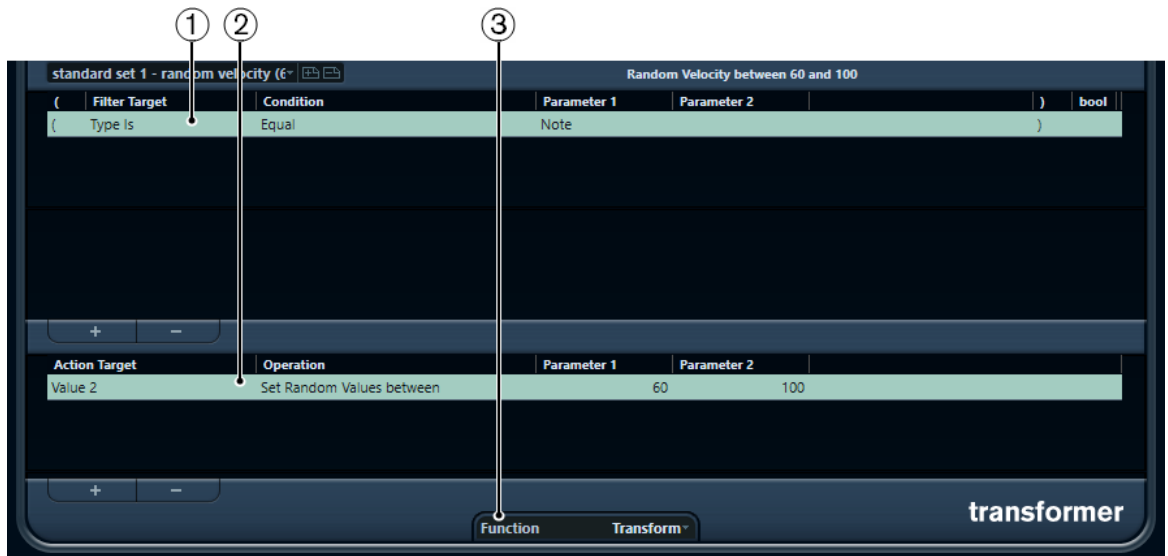 1 2 3
standard set 1 - random velocity (6 Random Velocity between 60 and 100
( Filter Target Condition Parameter 1 Parameter 2 ) bool
( Type Is Equal Note )
+ −
Action Target Operation Parameter 1 Parameter 2
Value 2 Set Random Values between 60 100
+ −
transformer
Function Transform